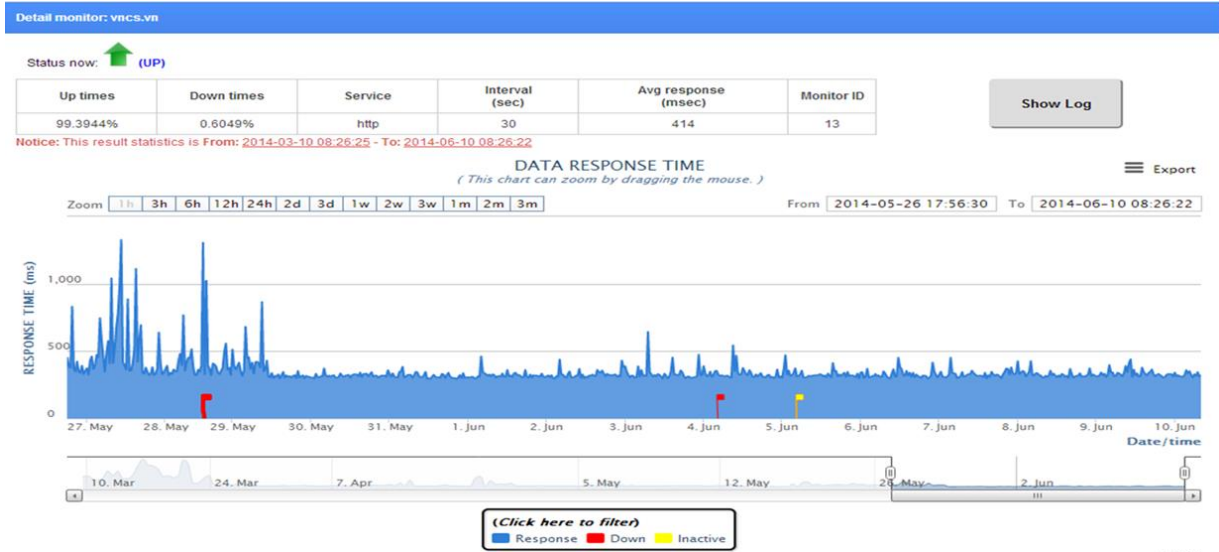 Detail monitor: vncs.vn
Status now: (UP)
Up times Down times Service Interval (sec) Avg response (msec) Monitor ID
99.3944% 0.6049% http 30 414 13
Show Log
Notice: This result statistics is From: 2014-03-10 08:26:25 - To: 2014-06-10 08:26:22
DATA RESPONSE TIME
( This chart can zoom by dragging the mouse. )
Export
Zoom 1h 3h 6h 12h 24h 2d 3d 1w 2w 3w 1m 2m 3m From 2014-05-26 17:56:30 To 2014-06-10 08:26:22
RESPONSE TIME (ms)
1,000
500
0
27. May 28. May 29. May 30. May 31. May 1. Jun 2. Jun 3. Jun 4. Jun 5. Jun 6. Jun 7. Jun 8. Jun 9. Jun 10. Jun
Date/time
10. Mar 24. Mar 7. Apr 5. May 12. May 26. May 2. Jun
(Click here to filter)
Response Down Inactive